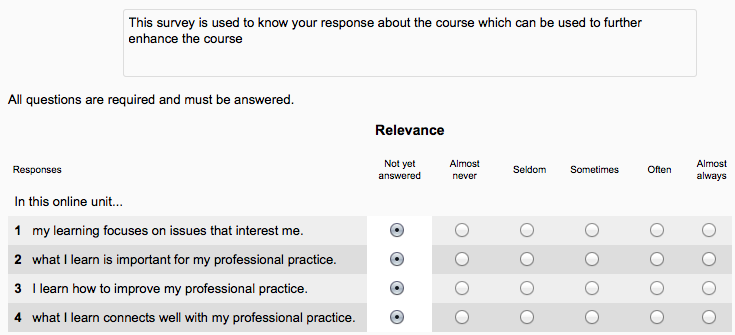 This survey is used to know your response about the course which can be used to further
enhance the course
All questions are required and must be answered.
Relevance
Responses Not yet answered Almost never Seldom Sometimes Often Almost always
In this online unit...
1 my learning focuses on issues that interest me.
2 what I learn is important for my professional practice.
3 I learn how to improve my professional practice.
4 what I learn connects well with my professional practice.